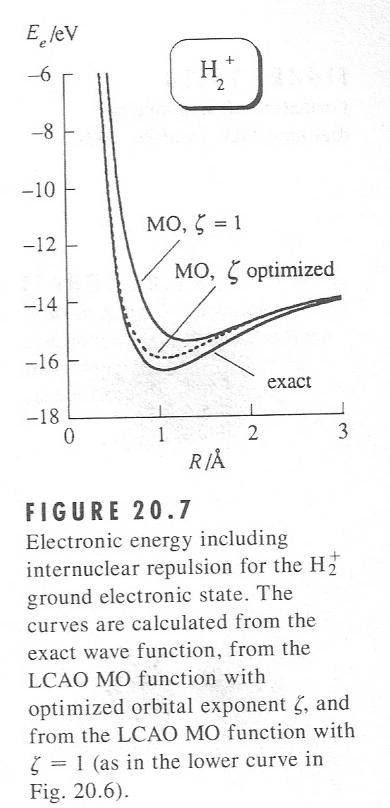 E_e/eV
H₂⁺
−6
−8
−10
−12
−14
−16
−18
MO, ζ = 1
MO, ζ optimized
exact
0 1 2 3
R/Å
FIGURE 20.7
Electronic energy including
internuclear repulsion for the H₂⁺
ground electronic state. The
curves are calculated from the
exact wave function, from the
LCAO MO function with
optimized orbital exponent ζ, and
from the LCAO MO function with
ζ = 1 (as in the lower curve in
Fig. 20.6).